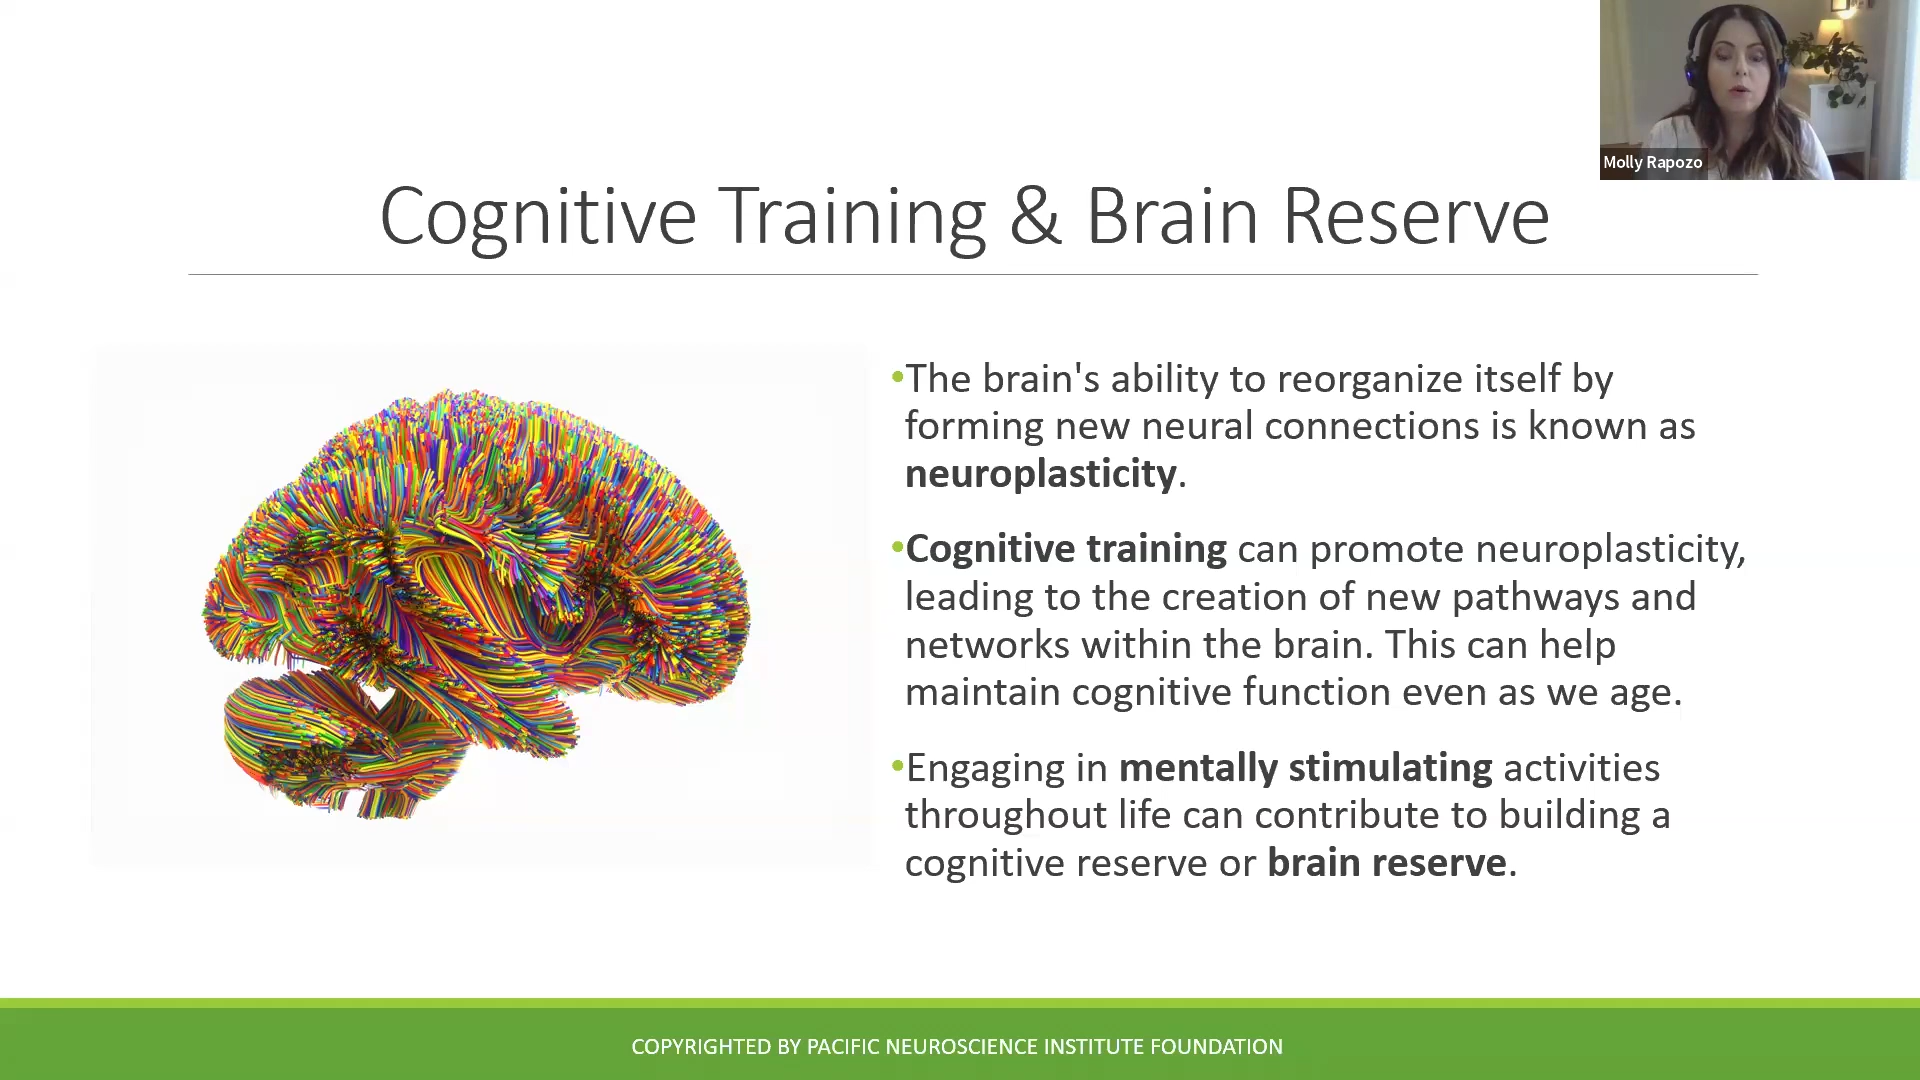 Molly Rapozo
Cognitive Training & Brain Reserve
•The brain's ability to reorganize itself by
forming new neural connections is known as
neuroplasticity.
•Cognitive training can promote neuroplasticity,
leading to the creation of new pathways and
networks within the brain. This can help
maintain cognitive function even as we age.
•Engaging in mentally stimulating activities
throughout life can contribute to building a
cognitive reserve or brain reserve.
COPYRIGHTED BY PACIFIC NEUROSCIENCE INSTITUTE FOUNDATION